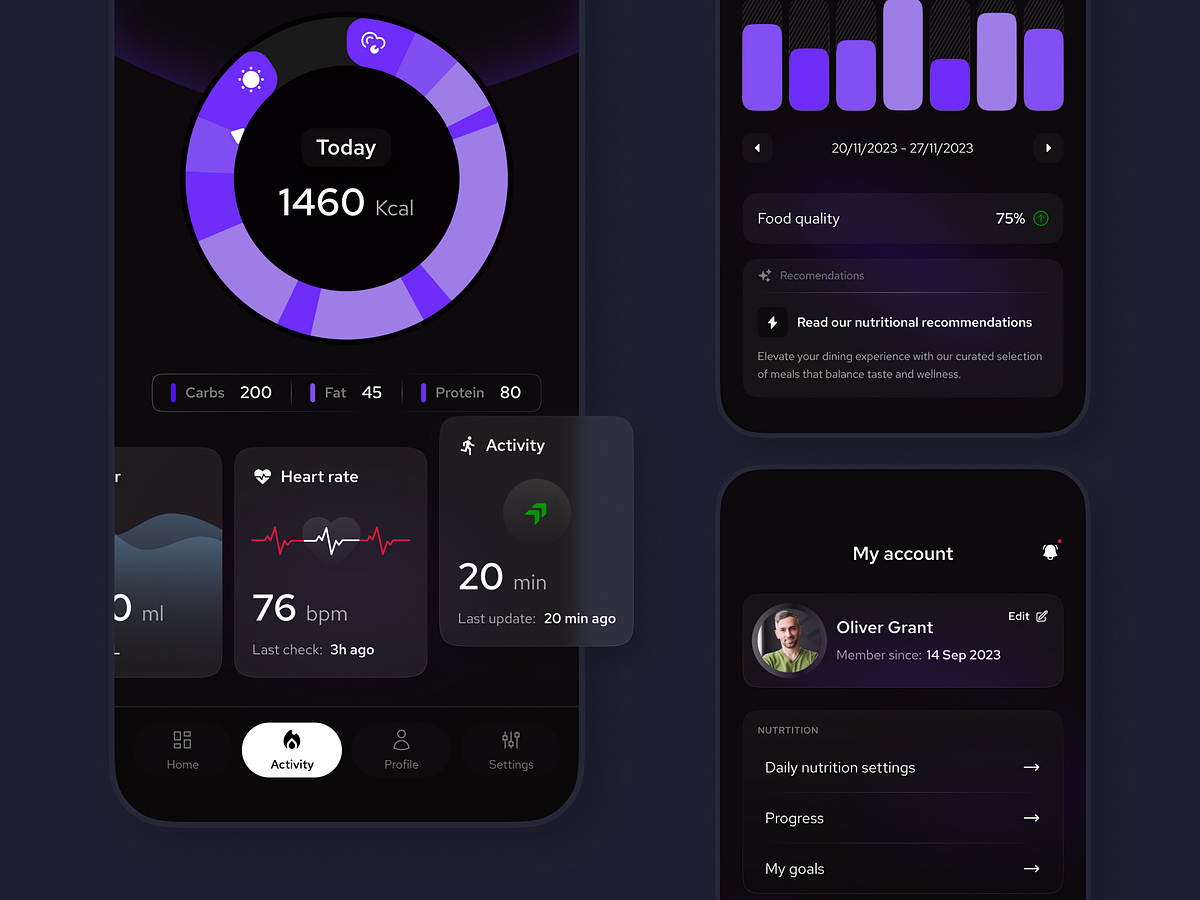 Today
1460 Kcal
Carbs 200 Fat 45 Protein 80
r
0 ml
Heart rate
76 bpm
Last check: 3h ago
Activity
20 min
Last update: 20 min ago
Home
Activity
Profile
Settings
20/11/2023 - 27/11/2023
Food quality 75%
Recomendations
Read our nutritional recommendations
Elevate your dining experience with our curated selection
of meals that balance taste and wellness.
My account
Oliver Grant
Edit
Member since: 14 Sep 2023
NUTRTITION
Daily nutrition settings
Progress
My goals